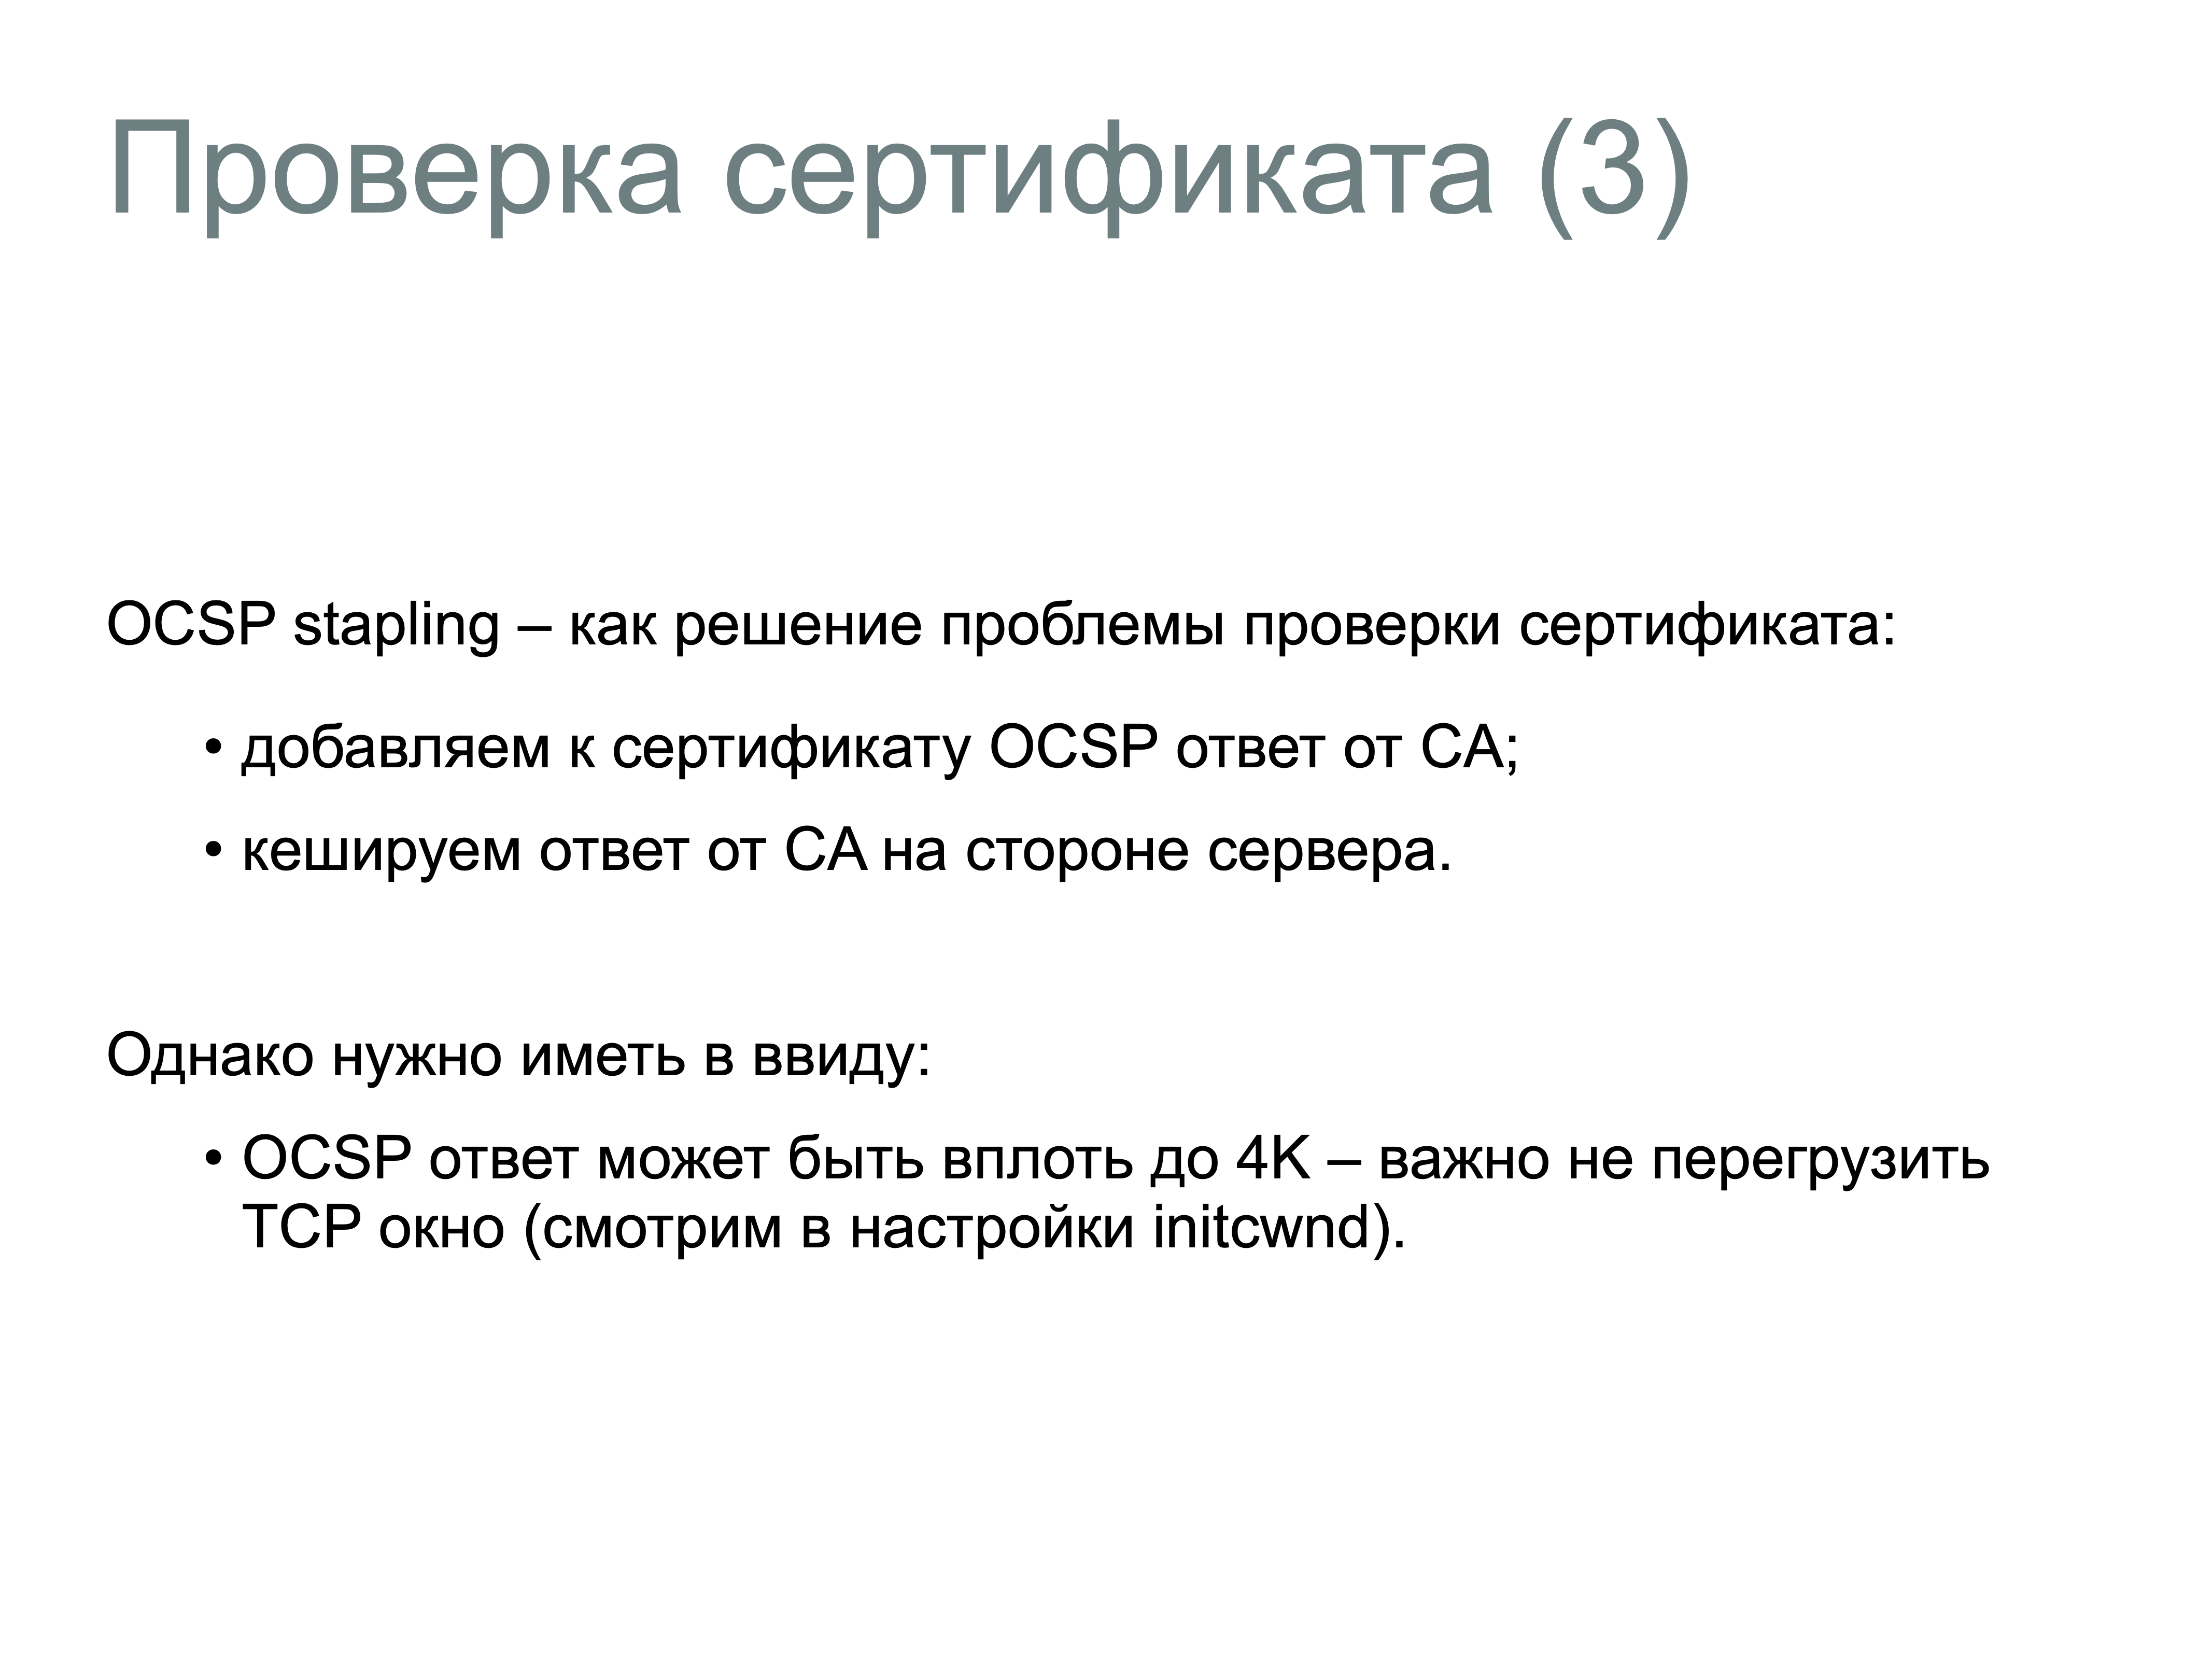 Проверка сертификата (3)
OCSP stapling – как решение проблемы проверки сертификата:
• добавляем к сертификату OCSP ответ от CA;
• кешируем ответ от CA на стороне сервера.
Однако нужно иметь в ввиду:
• OCSP ответ может быть вплоть до 4K – важно не перегрузить
TCP окно (смотрим в настройки initcwnd).